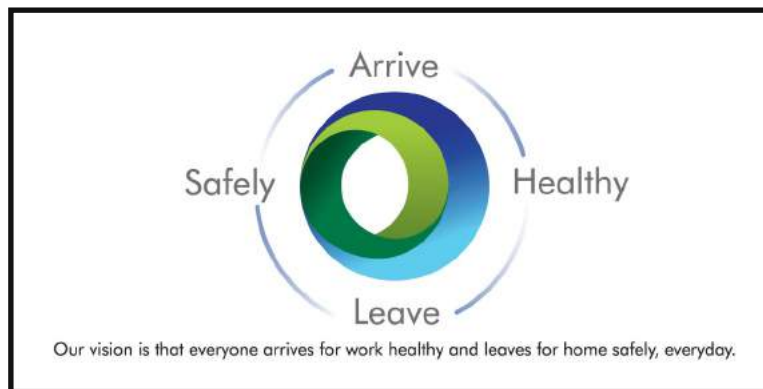 Arrive
Safely
Healthy
Leave
Our vision is that everyone arrives for work healthy and leaves for home safely, everyday.